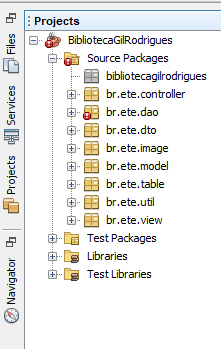 Files
Services
Projects
Navigator
Projects
BibliotecaGilRodrigues
Source Packages
bibliotecagilrodrigues
br.ete.controller
br.ete.dao
br.ete.dto
br.ete.image
br.ete.model
br.ete.table
br.ete.util
br.ete.view
Test Packages
Libraries
Test Libraries